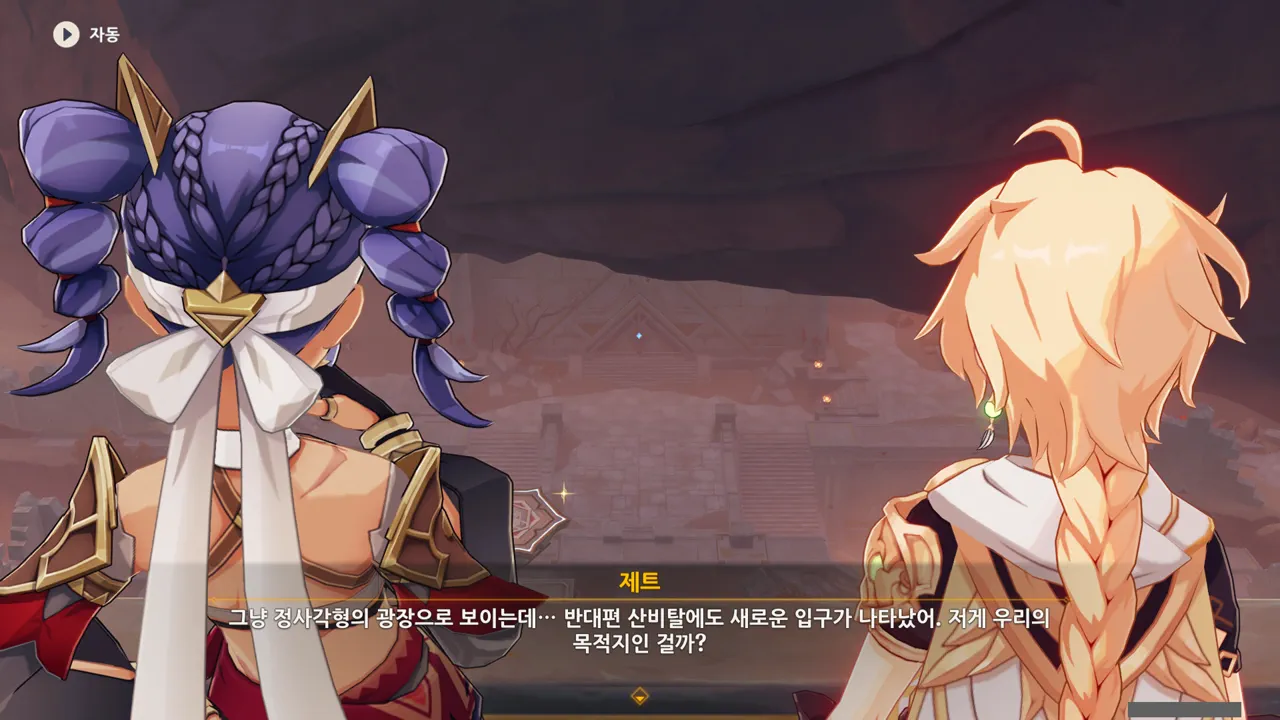 자동
제트
그냥 정사각형의 광장으로 보이는데… 반대편 산비탈에도 새로운 입구가 나타났어. 저게 우리의
목적지인 걸까?